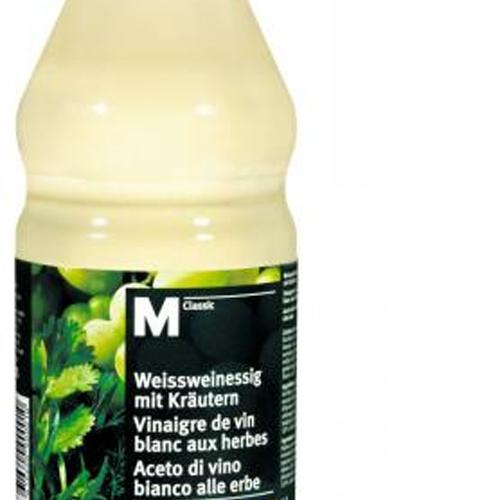 M Classic
Weissweinessig
mit Kräutern
Vinaigre de vin
blanc aux herbes
Aceto di vino
bianco alle erbe